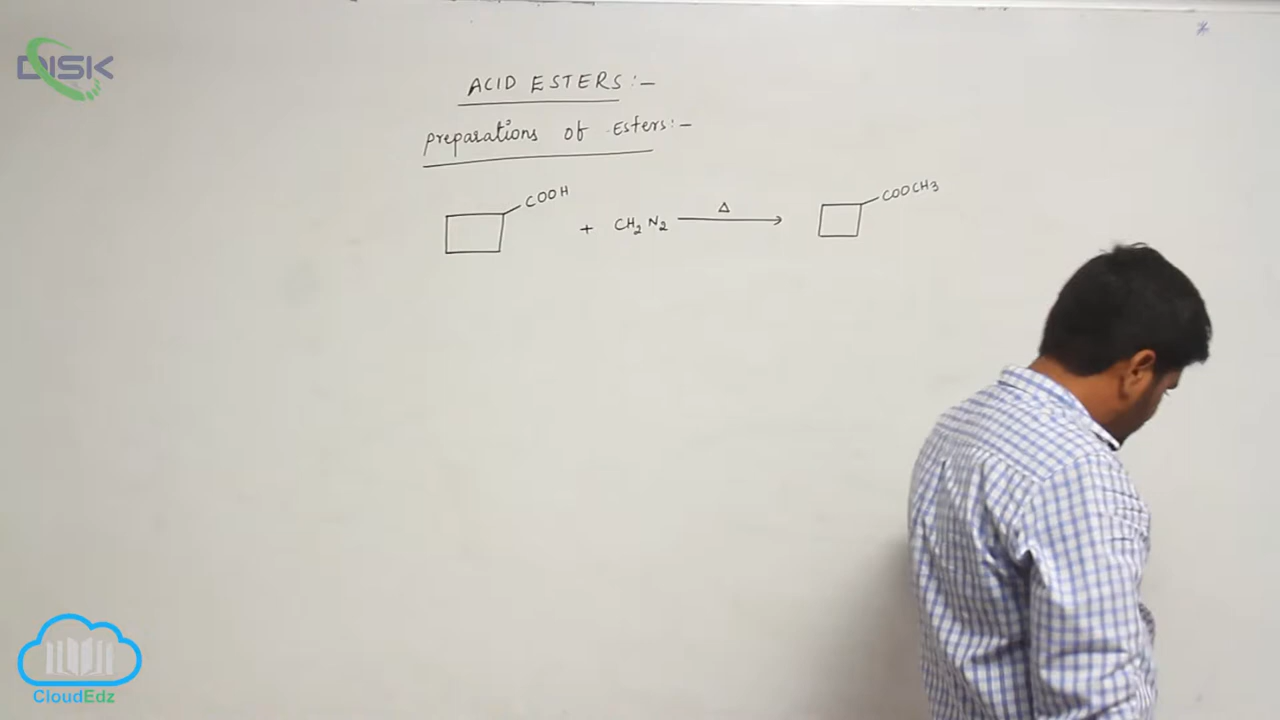 DISK
ACID ESTERS:-
preparations of Esters:-
COOH + CH2N2 Δ → COOCH3
CloudEdz